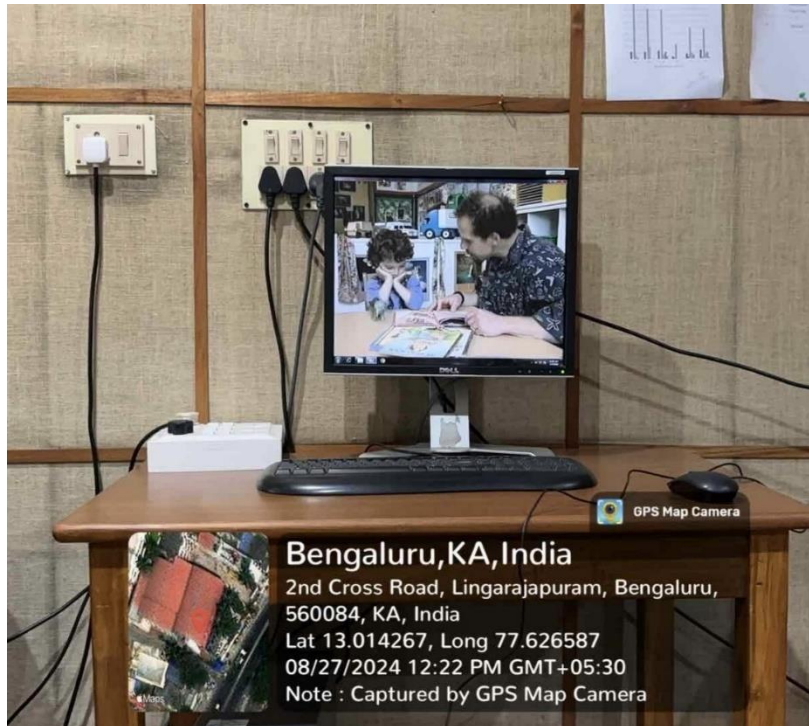 DELL
GPS Map Camera
Bengaluru,KA,India
2nd Cross Road, Lingarajapuram, Bengaluru,
560084, KA, India
Lat 13.014267, Long 77.626587
08/27/2024 12:22 PM GMT+05:30
Note : Captured by GPS Map Camera
Maps